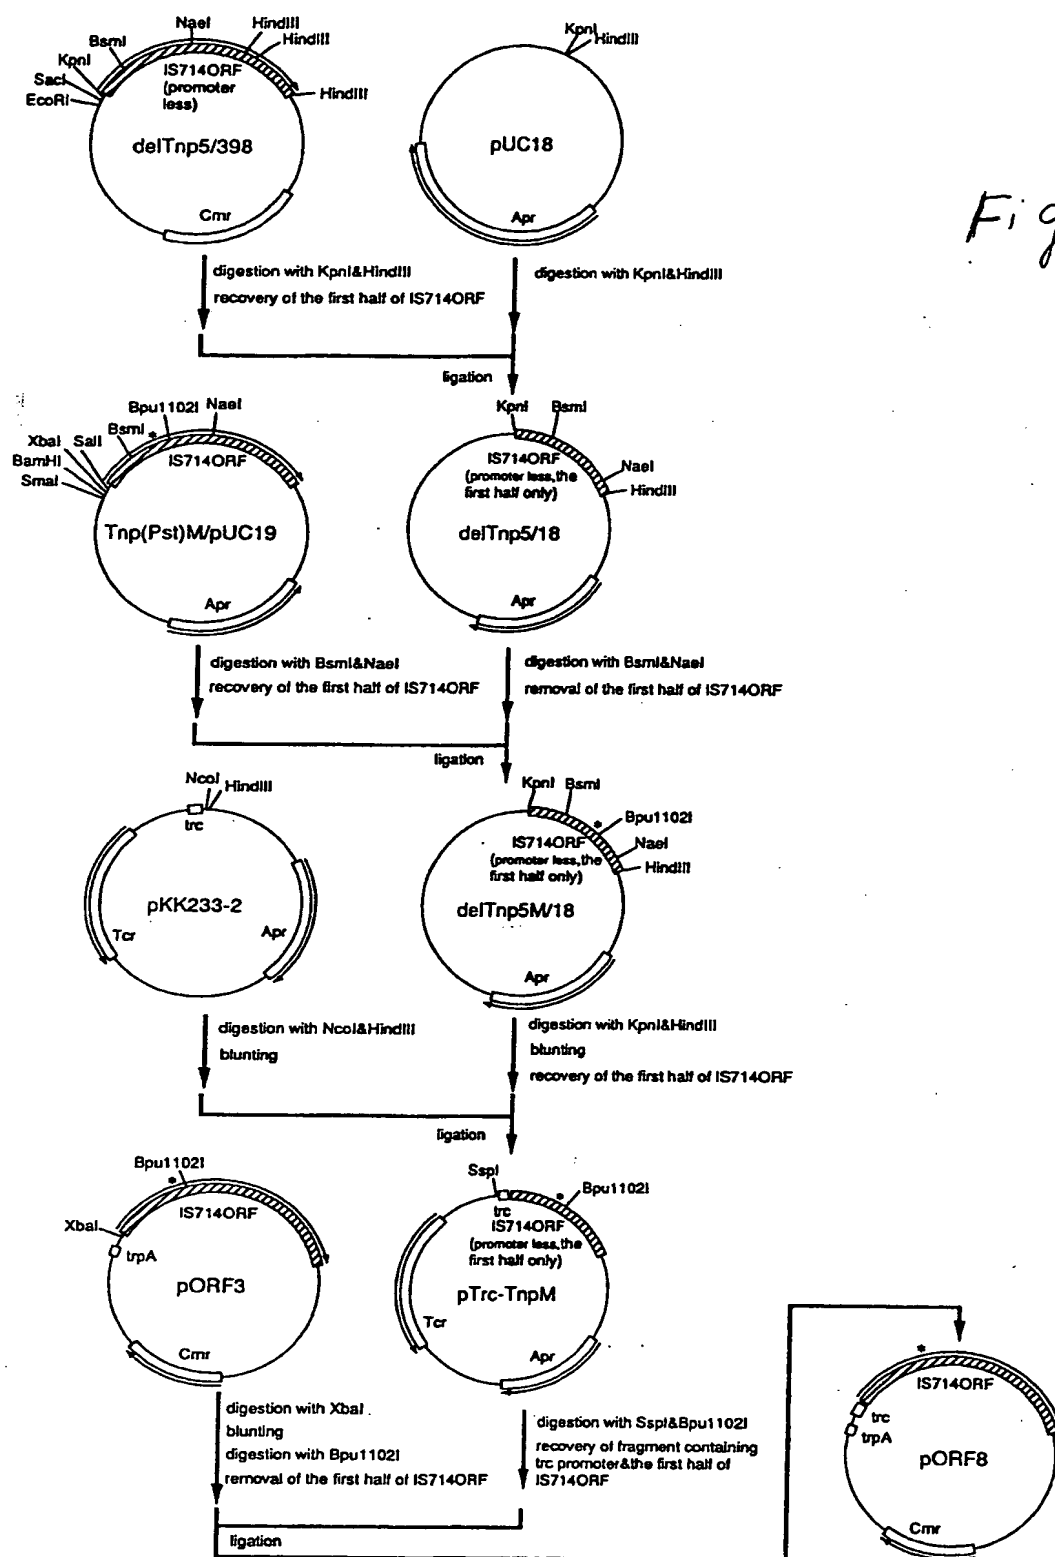 NaeI
HindIII
HindIII
BsmI
KpnI
SacI
EcoRI
HindIII
IS714ORF
(promoter
less)
delTnp5/398
Cmr
KpnI
HindIII
pUC18
Apr
Fig
digestion with KpnI&HindIII
recovery of the first half of IS714ORF
digestion with KpnI&HindIII
ligation
Bpu1102I
NaeI
BsmI
*
XbaI
SalI
BamHI
SmaI
IS714ORF
Tnp(Pst)M/pUC19
Apr
KpnI
BsmI
IS714ORF
(promoter less,the
first half only)
NaeI
HindIII
delTnp5/18
Apr
digestion with BsmI&NaeI
recovery of the first half of IS714ORF
digestion with BsmI&NaeI
removal of the first half of IS714ORF
ligation
NcoI
HindIII
trc
pKK233-2
Tcr
Apr
KpnI
BsmI
*
Bpu1102I
IS714ORF
(promoter less,the
first half only)
NaeI
HindIII
delTnp5M/18
Apr
digestion with NcoI&HindIII
blunting
digestion with KpnI&HindIII
blunting
recovery of the first half of IS714ORF
ligation
Bpu1102I
*
IS714ORF
XbaI
trpA
pORF3
Cmr
SspI
trc
*
Bpu1102I
IS714ORF
(promoter less,the
first half only)
pTrc-TnpM
Tcr
Apr
digestion with XbaI
blunting
digestion with Bpu1102I
removal of the first half of IS714ORF
digestion with SspI&Bpu1102I
recovery of fragment containing
trc promoter&the first half of
IS714ORF
ligation
*
IS714ORF
trc
trpA
pORF8
Cmr